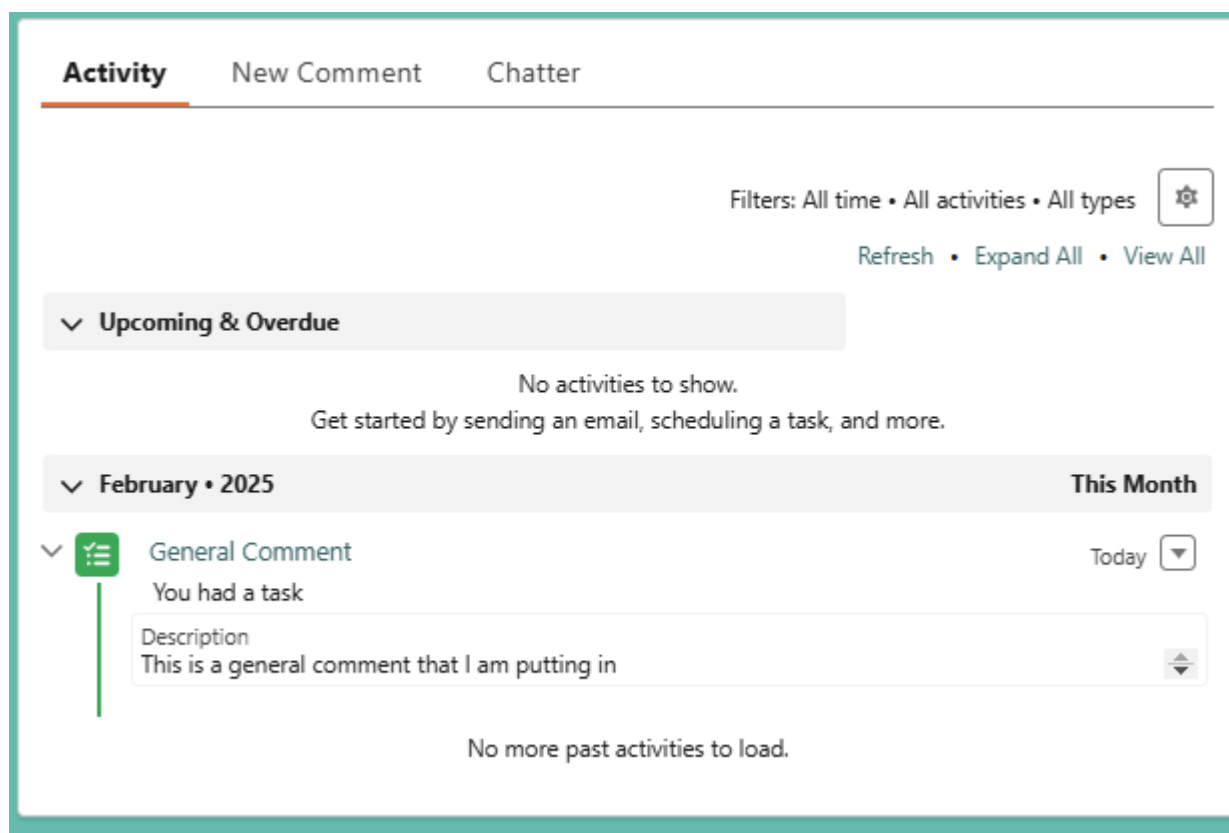 Activity New Comment Chatter
Filters: All time • All activities • All types
Refresh • Expand All • View All
Upcoming & Overdue
No activities to show.
Get started by sending an email, scheduling a task, and more.
February • 2025 This Month
General Comment Today
You had a task
Description
This is a general comment that I am putting in
No more past activities to load.